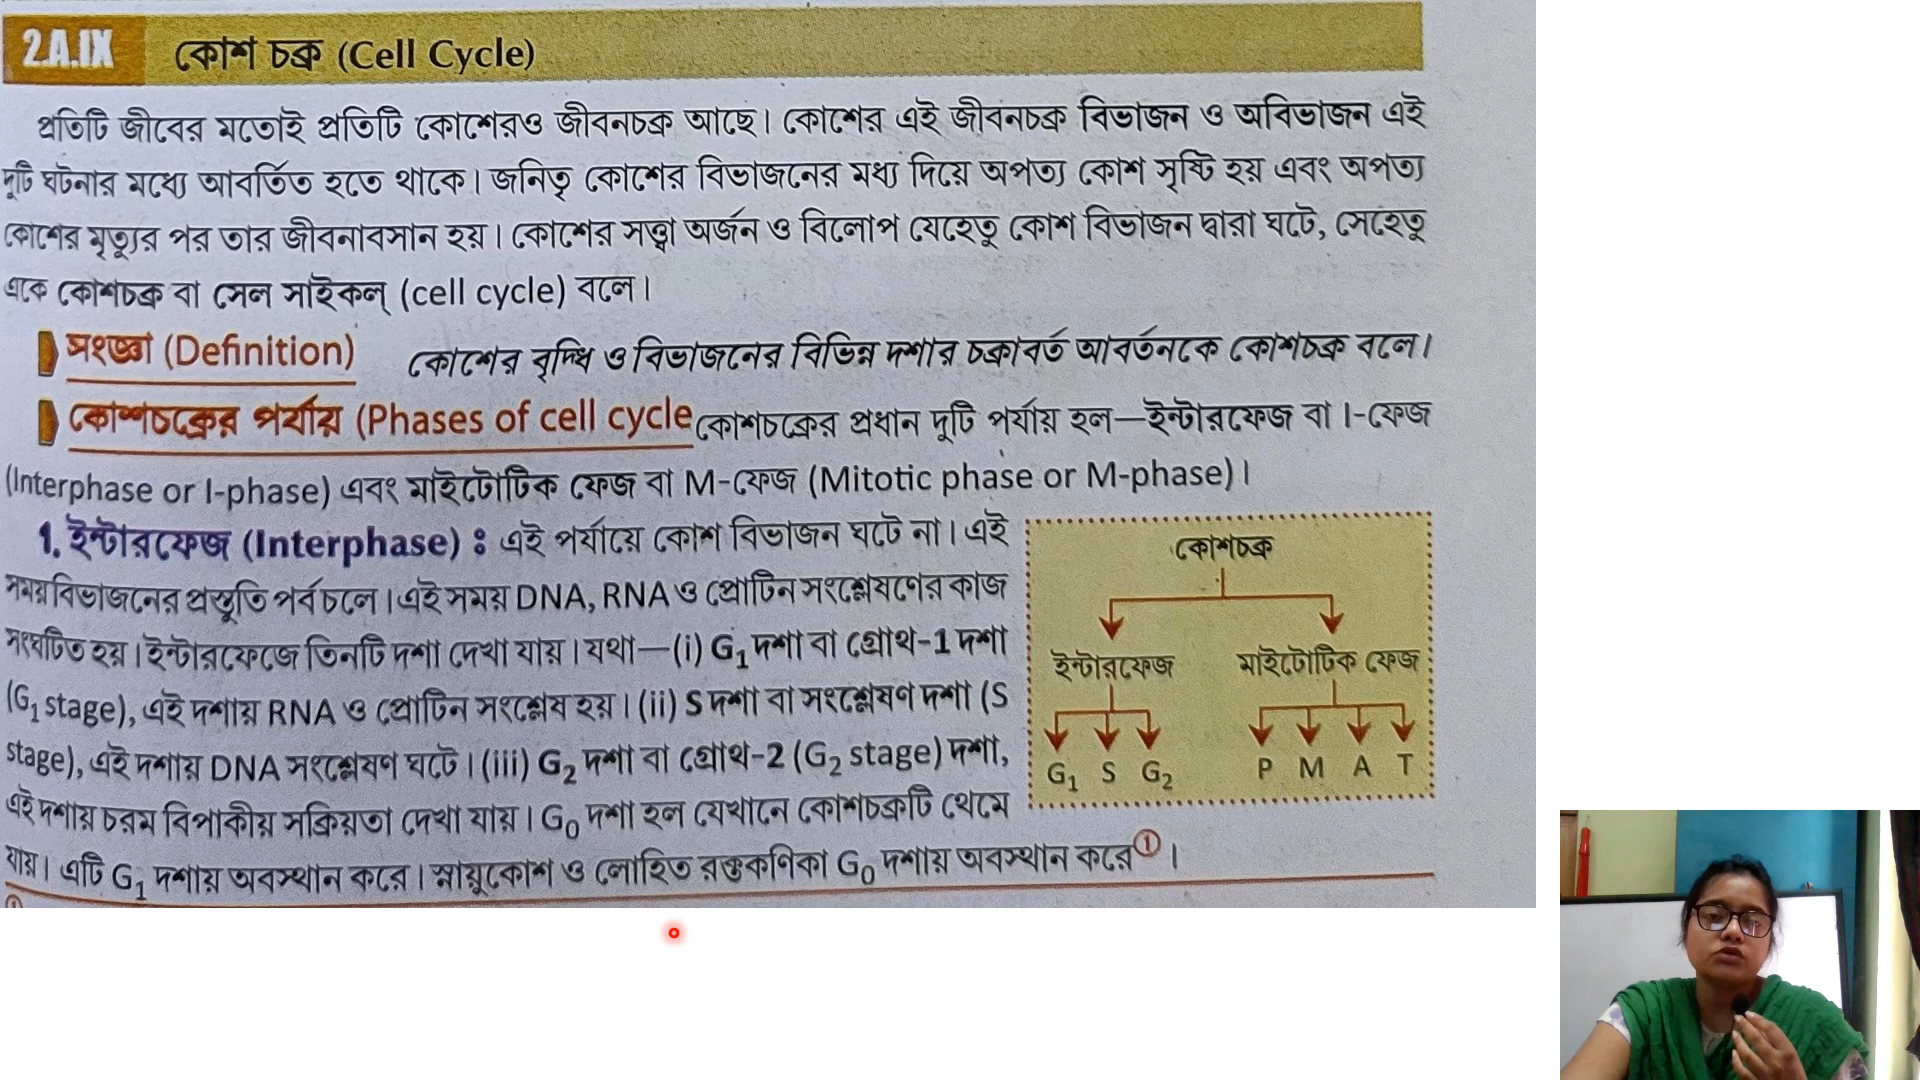 2.A.IX কোশ চক্র (Cell Cycle)
প্রতিটি জীবের মতোই প্রতিটি কোশেরও জীবনচক্র আছে। কোশের এই জীবনচক্র বিভাজন ও অবিভাজন এই
দুটি ঘটনার মধ্যে আবর্তিত হতে থাকে। জনিতৃ কোশের বিভাজনের মধ্য দিয়ে অপত্য কোশ সৃষ্টি হয় এবং অপত্য
কোশের মৃত্যুর পর তার জীবনাবসান হয়। কোশের সত্ত্বা অর্জন ও বিলোপ যেহেতু কোশ বিভাজন দ্বারা ঘটে, সেহেতু
একে কোশচক্র বা সেল সাইকল্ (cell cycle) বলে।
সংজ্ঞা (Definition) কোশের বৃদ্ধি ও বিভাজনের বিভিন্ন দশার চক্রাবর্ত আবর্তনকে কোশচক্র বলে।
কোশচক্রের পর্যায় (Phases of cell cycle কোশচক্রের প্রধান দুটি পর্যায় হল—ইন্টারফেজ বা I-ফেজ
(Interphase or I-phase) এবং মাইটোটিক ফেজ বা M-ফেজ (Mitotic phase or M-phase)।
1. ইন্টারফেজ (Interphase) : এই পর্যায়ে কোশ বিভাজন ঘটে না। এই
সময় বিভাজনের প্রস্তুতি পর্ব চলে। এই সময় DNA, RNA ও প্রোটিন সংশ্লেষণের কাজ
সংঘটিত হয়। ইন্টারফেজে তিনটি দশা দেখা যায়। যথা—(i) G₁ দশা বা গ্রোথ-1 দশা
(G₁ stage), এই দশায় RNA ও প্রোটিন সংশ্লেষ হয়। (ii) S দশা বা সংশ্লেষণ দশা (S
stage), এই দশায় DNA সংশ্লেষণ ঘটে। (iii) G₂ দশা বা গ্রোথ-2 (G₂ stage) দশা,
এই দশায় চরম বিপাকীয় সক্রিয়তা দেখা যায়। G₀ দশা হল যেখানে কোশচক্রটি থেমে
যায়। এটি G₁ দশায় অবস্থান করে। স্নায়ুকোশ ও লোহিত রক্তকণিকা G₀ দশায় অবস্থান করে①।
কোশচক্র
ইন্টারফেজ মাইটোটিক ফেজ
G₁ S G₂ P M A T